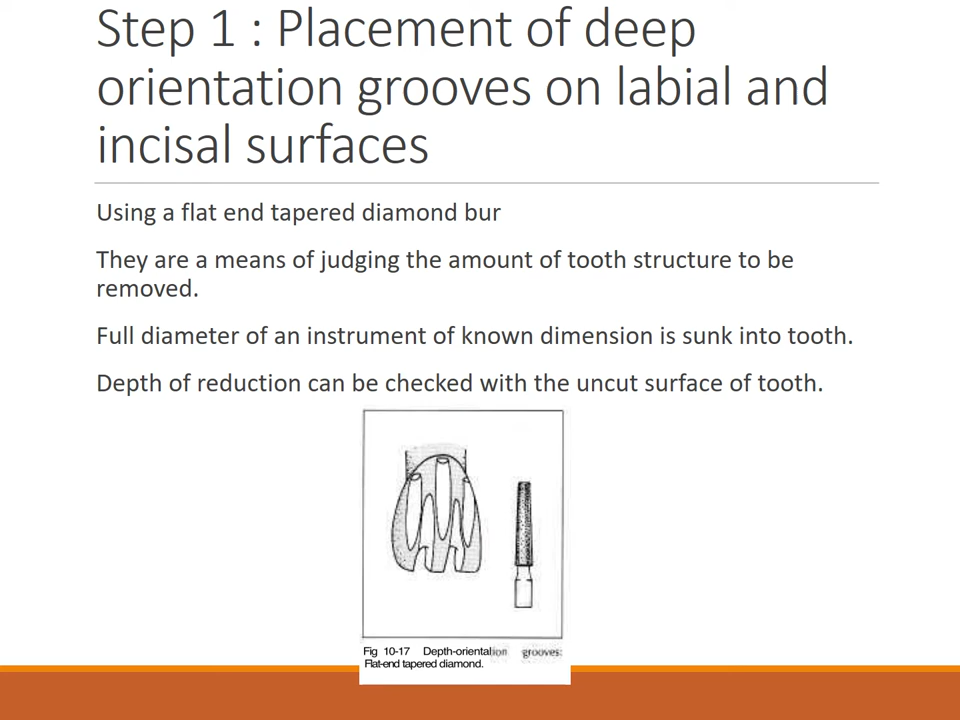 Step 1 : Placement of deep
orientation grooves on labial and
incisal surfaces
Using a flat end tapered diamond bur
They are a means of judging the amount of tooth structure to be
removed.
Full diameter of an instrument of known dimension is sunk into tooth.
Depth of reduction can be checked with the uncut surface of tooth.
Fig 10-17 Depth-orientation grooves:
Flat-end tapered diamond.